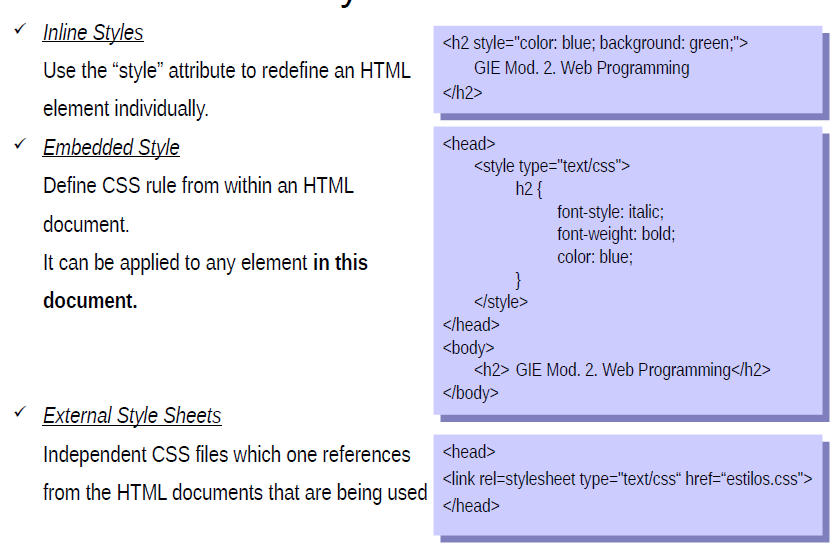 ✓ Inline Styles
Use the “style” attribute to redefine an HTML
element individually.
✓ Embedded Style
Define CSS rule from within an HTML
document.
It can be applied to any element in this
document.
✓ External Style Sheets
Independent CSS files which one references
from the HTML documents that are being used
<h2 style="color: blue; background: green;">
GIE Mod. 2. Web Programming
</h2>
<head>
<style type="text/css">
h2 {
font-style: italic;
font-weight: bold;
color: blue;
}
</style>
</head>
<body>
<h2> GIE Mod. 2. Web Programming</h2>
</body>
<head>
<link rel=stylesheet type="text/css“ href=“estilos.css">
</head>